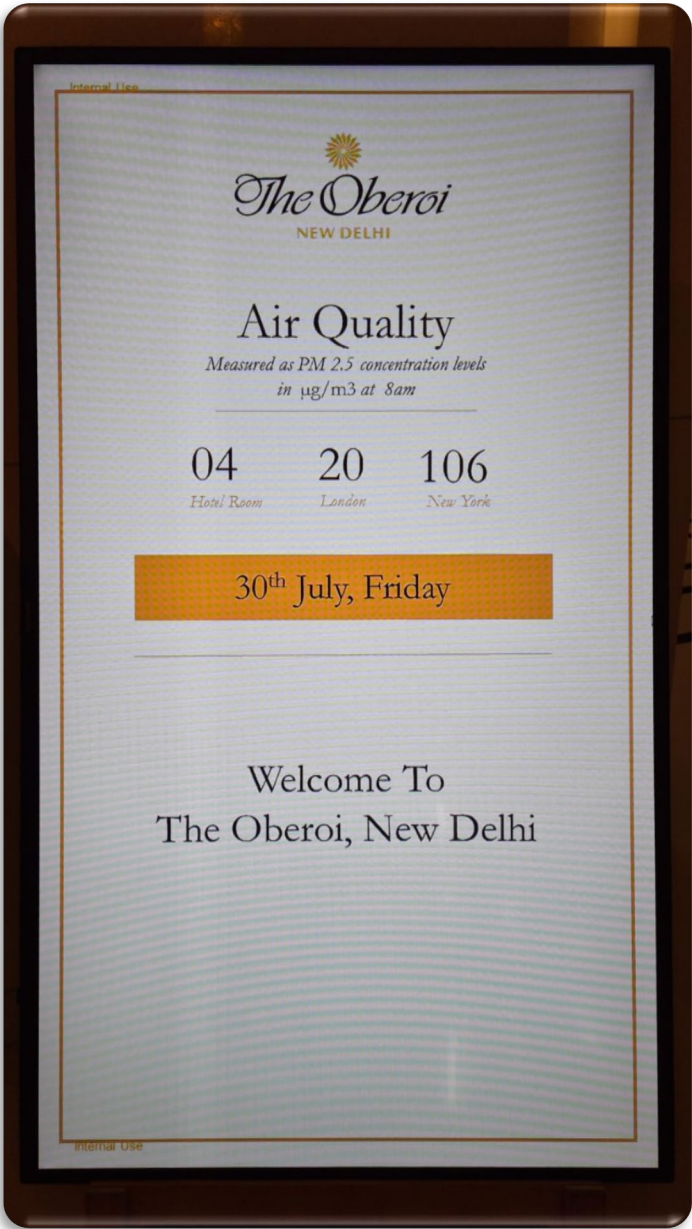 Internal Use
The Oberoi
NEW DELHI
Air Quality
Measured as PM 2.5 concentration levels
in µg/m3 at 8am
04 20 106
Hotel Room London New York
30th July, Friday
Welcome To
The Oberoi, New Delhi
Internal Use